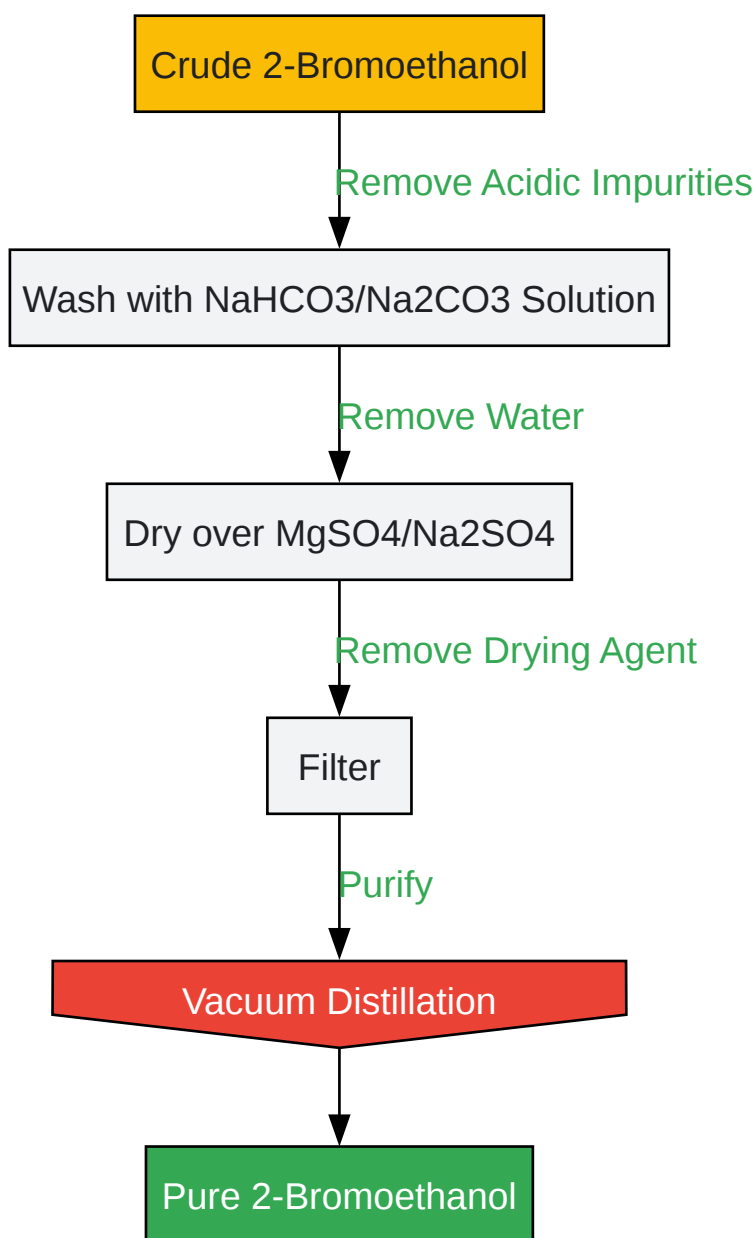 Crude 2-Bromoethanol
Remove Acidic Impurities
Wash with NaHCO3/Na2CO3 Solution
Remove Water
Dry over MgSO4/Na2SO4
Remove Drying Agent
Filter
Purify
Vacuum Distillation
Pure 2-Bromoethanol